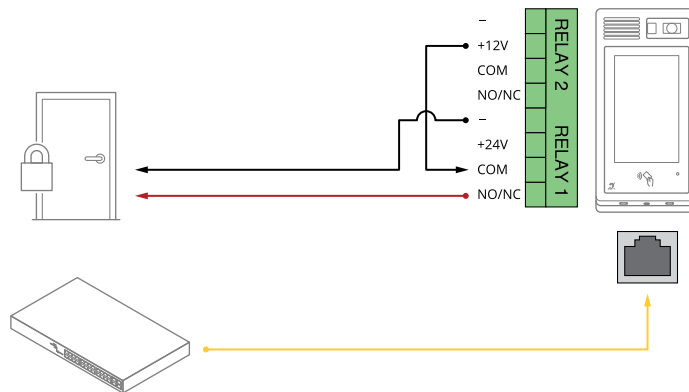 –
+12V
COM
NO/NC
–
+24V
COM
NO/NC
RELAY 2
RELAY 1